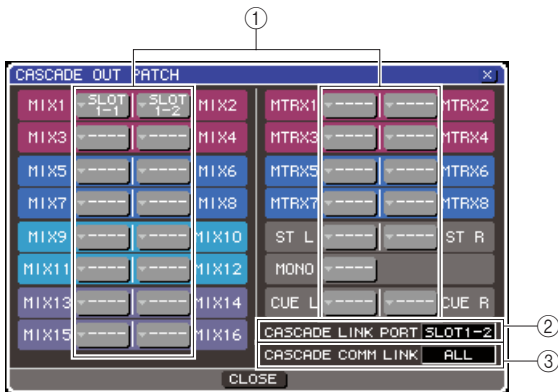 ①
CASCADE OUT PATCH X
MIX1 SLOT 1-1 SLOT 1-2 MIX2 MTRX1 ---- ---- MTRX2
MIX3 ---- ---- MIX4 MTRX3 ---- ---- MTRX4
MIX5 ---- ---- MIX6 MTRX5 ---- ---- MTRX6
MIX7 ---- ---- MIX8 MTRX7 ---- ---- MTRX8
MIX9 ---- ---- MIX10 ST L ---- ---- ST R
MIX11 ---- ---- MIX12 MONO ----
MIX13 ---- ---- MIX14 CUE L ---- ---- CUE R
MIX15 ---- ---- MIX16 CASCADE LINK PORT SLOT1-2 ②
CASCADE COMM LINK ALL ③
CLOSE